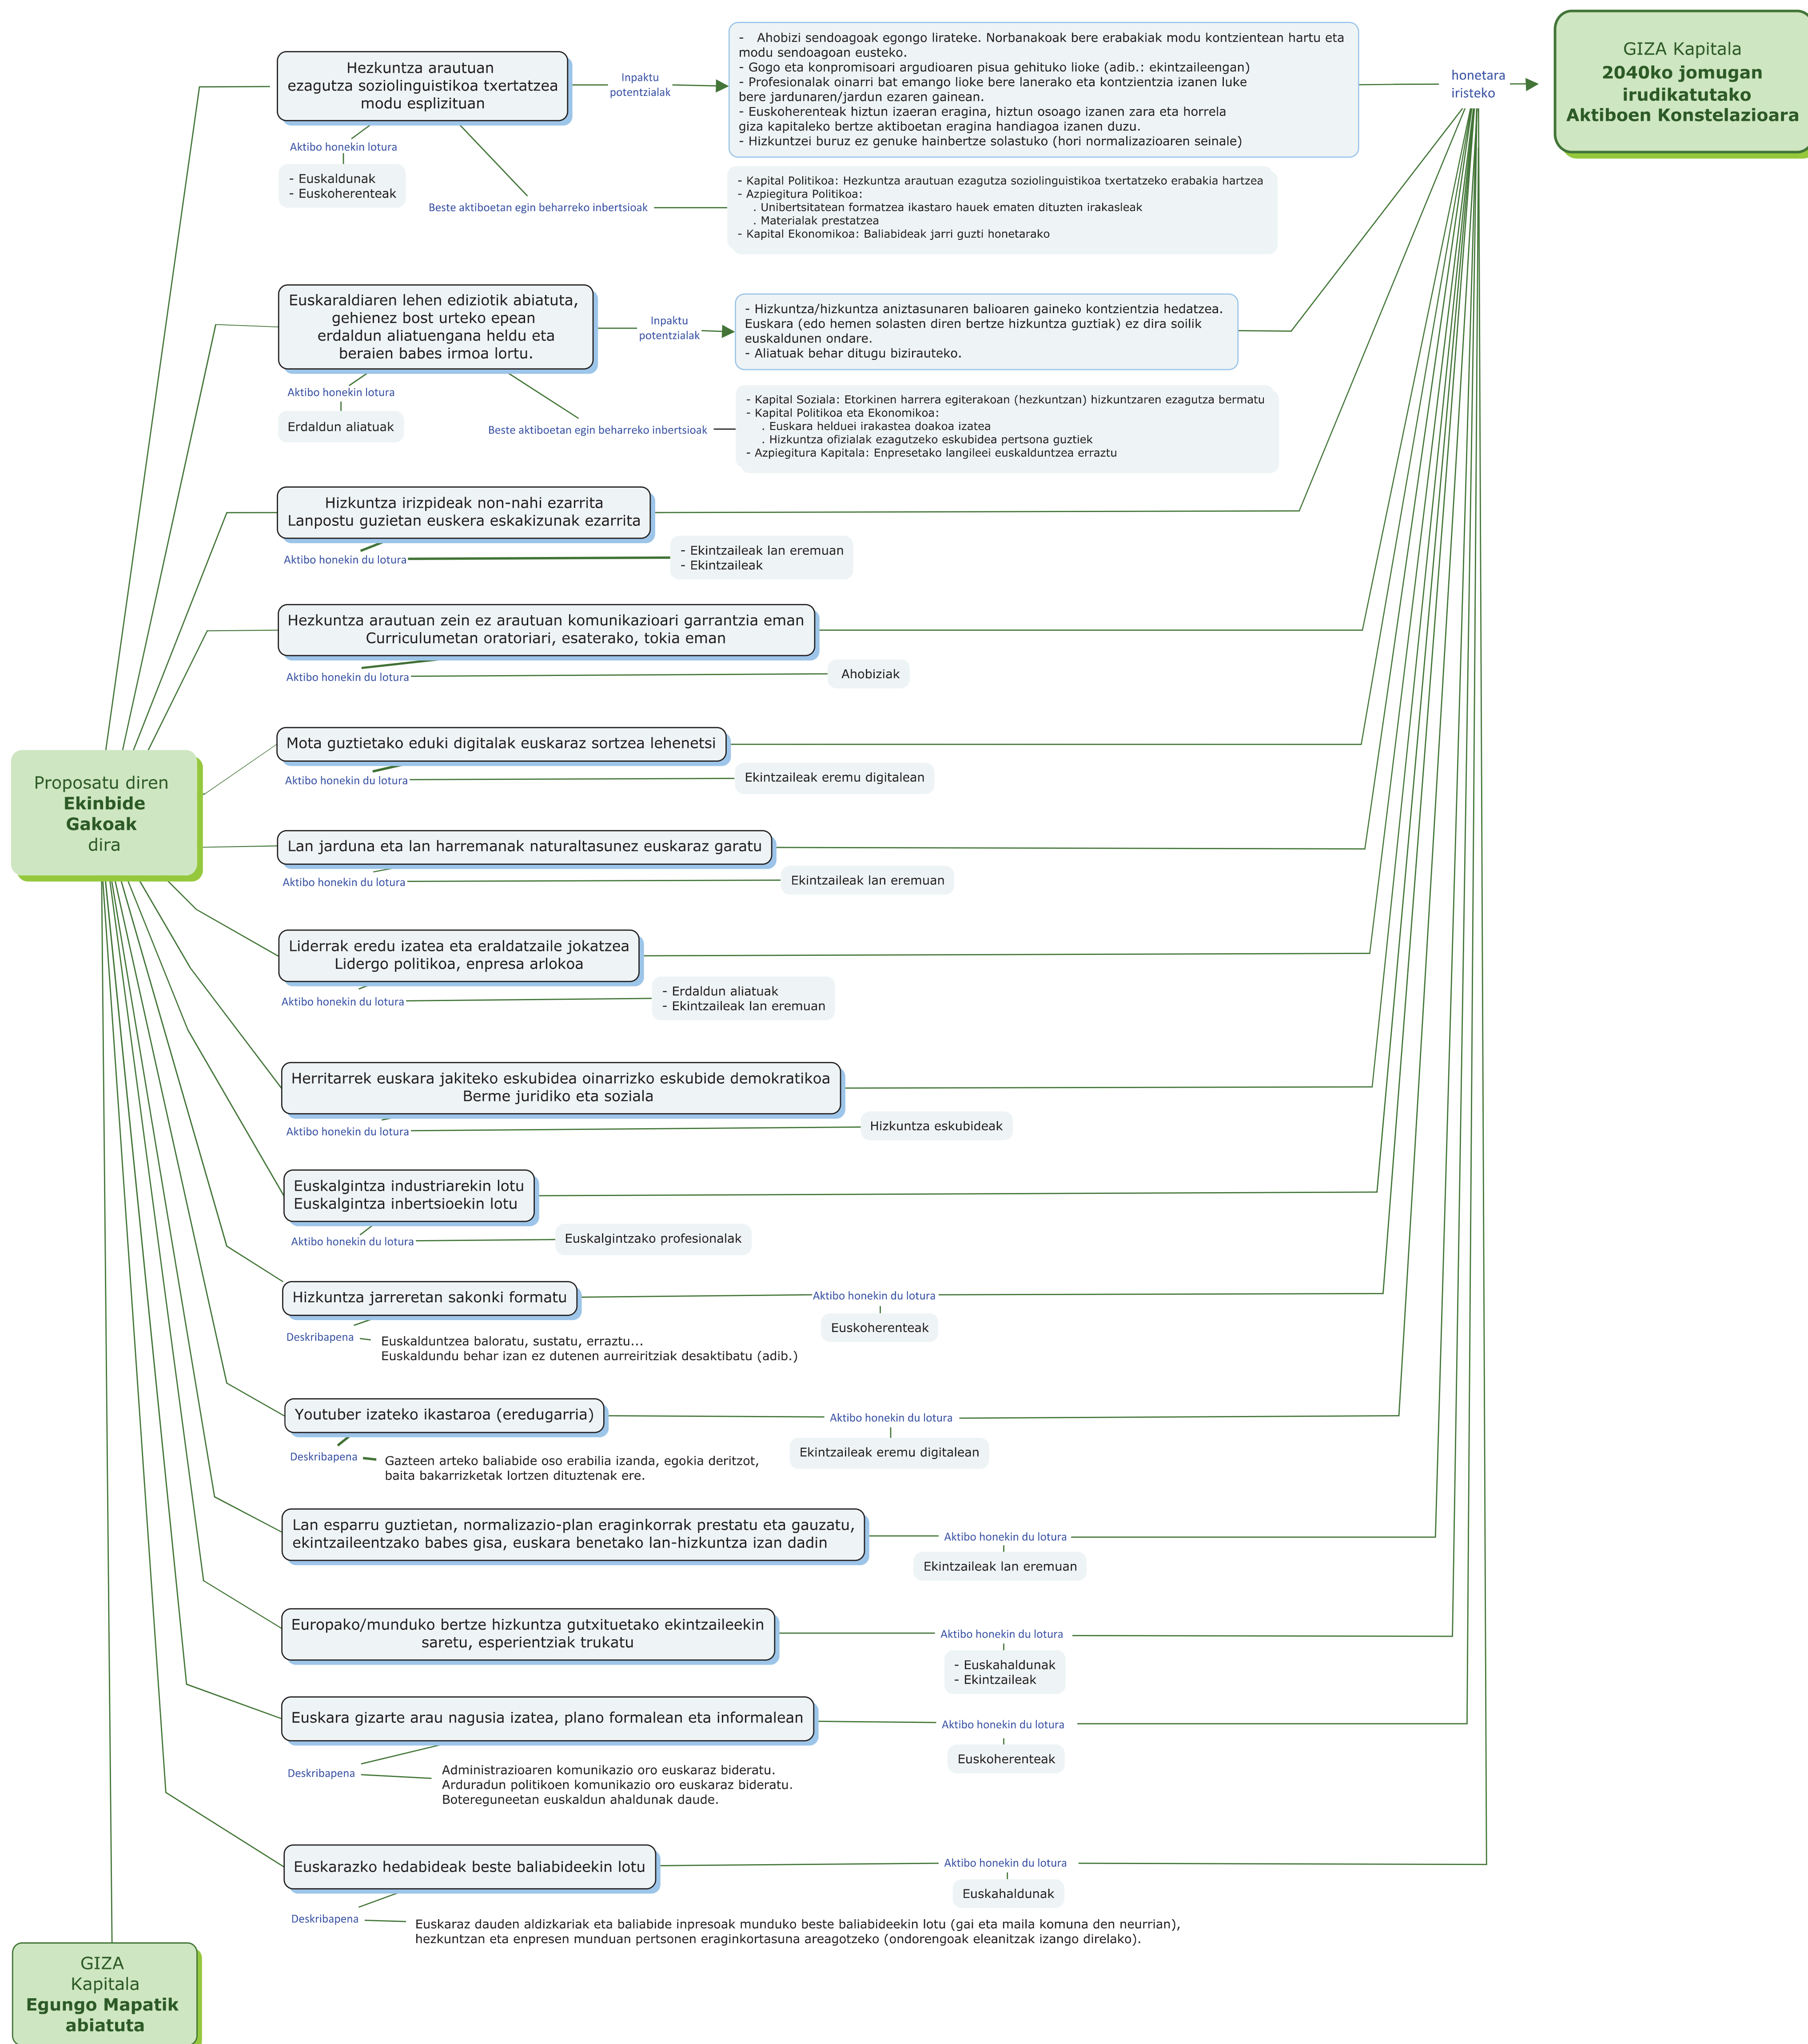 GIZA Kapitala
2040ko jomugan
irudikatutako
Aktiboen Konstelazioara
honetara
iristeko
Hezkuntza arautuan
ezagutza soziolinguistikoa txertatzea
modu esplizituan
Inpaktu
potentzialak
- Ahobizi sendoagoak egongo lirateke. Norbanakoak bere erabakiak modu kontzientean hartu eta
modu sendoagoan eusteko.
- Gogo eta konpromisoari argudioaren pisua gehituko lioke (adib.: ekintzaileengan)
- Profesionalak oinarri bat emango lioke bere lanerako eta kontzientzia izanen luke
bere jardunaren/jardun ezaren gainean.
- Euskoherenteak hiztun izaeran eragina, hiztun osoago izanen zara eta horrela
giza kapitaleko bertze aktiboetan eragina handiagoa izanen duzu.
- Hizkuntzei buruz ez genuke hainbertze solastuko (hori normalizazioaren seinale)
Aktibo honekin lotura
- Euskaldunak
- Euskoherenteak
Beste aktiboetan egin beharreko inbertsioak
- Kapital Politikoa: Hezkuntza arautuan ezagutza soziolinguistikoa txertatzeko erabakia hartzea
- Azpiegitura Politikoa:
. Unibertsitatean formatzea ikastaro hauek ematen dituzten irakasleak
. Materialak prestatzea
- Kapital Ekonomikoa: Baliabideak jarri guzti honetarako
Euskaraldiaren lehen ediziotik abiatuta,
gehienez bost urteko epean
erdaldun aliatuengana heldu eta
beraien babes irmoa lortu.
Inpaktu
potentzialak
- Hizkuntza/hizkuntza aniztasunaren balioaren gaineko kontzientzia hedatzea.
Euskara (edo hemen solasten diren bertze hizkuntza guztiak) ez dira soilik
euskaldunen ondare.
- Aliatuak behar ditugu bizirauteko.
Aktibo honekin lotura
Erdaldun aliatuak
Beste aktiboetan egin beharreko inbertsioak
- Kapital Soziala: Etorkinen harrera egiterakoan (hezkuntzan) hizkuntzaren ezagutza bermatu
- Kapital Politikoa eta Ekonomikoa:
. Euskara helduei irakastea doakoa izatea
. Hizkuntza ofizialak ezagutzeko eskubidea pertsona guztiek
- Azpiegitura Kapitala: Enpresetako langileei euskalduntzea erraztu
Hizkuntza irizpideak non-nahi ezarrita
Lanpostu guzietan euskera eskakizunak ezarrita
Aktibo honekin du lotura
- Ekintzaileak lan eremuan
- Ekintzaileak
Hezkuntza arautuan zein ez arautuan komunikazioari garrantzia eman
Curriculumetan oratoriari, esaterako, tokia eman
Aktibo honekin du lotura
Ahobiziak
Mota guztietako eduki digitalak euskaraz sortzea lehenetsi
Aktibo honekin du lotura
Ekintzaileak eremu digitalean
Proposatu diren
Ekinbide
Gakoak
dira
Lan jarduna eta lan harremanak naturaltasunez euskaraz garatu
Aktibo honekin du lotura
Ekintzaileak lan eremuan
Liderrak eredu izatea eta eraldatzaile jokatzea
Lidergo politikoa, enpresa arlokoa
Aktibo honekin du lotura
- Erdaldun aliatuak
- Ekintzaileak lan eremuan
Herritarrek euskara jakiteko eskubidea oinarrizko eskubide demokratikoa
Berme juridiko eta soziala
Aktibo honekin du lotura
Hizkuntza eskubideak
Euskalgintza industriarekin lotu
Euskalgintza inbertsioekin lotu
Aktibo honekin du lotura
Euskalgintzako profesionalak
Hizkuntza jarreretan sakonki formatu
Aktibo honekin du lotura
Euskoherenteak
Deskribapena
Euskalduntzea baloratu, sustatu, erraztu...
Euskaldundu behar izan ez dutenen aurreiritziak desaktibatu (adib.)
Youtuber izateko ikastaroa (eredugarria)
Aktibo honekin du lotura
Ekintzaileak eremu digitalean
Deskribapena
Gazteen arteko baliabide oso erabilia izanda, egokia deritzot,
baita bakarrizketak lortzen dituztenak ere.
Lan esparru guztietan, normalizazio-plan eraginkorrak prestatu eta gauzatu,
ekintzaileentzako babes gisa, euskara benetako lan-hizkuntza izan dadin
Aktibo honekin du lotura
Ekintzaileak lan eremuan
Europako/munduko bertze hizkuntza gutxituetako ekintzaileekin
saretu, esperientziak trukatu
Aktibo honekin du lotura
- Euskahaldunak
- Ekintzaileak
Euskara gizarte arau nagusia izatea, plano formalean eta informalean
Aktibo honekin du lotura
Euskoherenteak
Deskribapena
Administrazioaren komunikazio oro euskaraz bideratu.
Arduradun politikoen komunikazio oro euskaraz bideratu.
Botereguneetan euskaldun ahaldunak daude.
Euskarazko hedabideak beste baliabideekin lotu
Aktibo honekin du lotura
Euskahaldunak
Deskribapena
Euskaraz dauden aldizkariak eta baliabide inpresoak munduko beste baliabideekin lotu (gai eta maila komuna den neurrian),
hezkuntzan eta enpresen munduan pertsonen eraginkortasuna areagotzeko (ondorengoak eleanitzak izango direlako).
GIZA
Kapitala
Egungo Mapatik
abiatuta